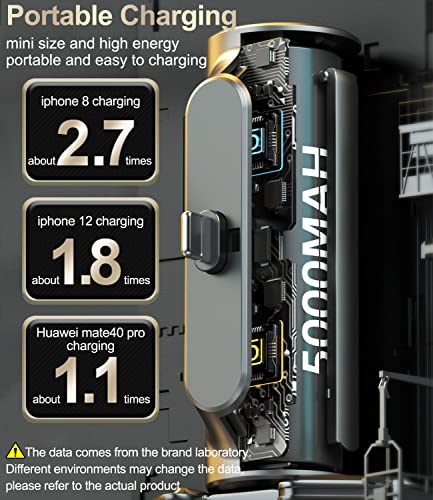 Portable Charging
mini size and high energy
portable and easy to charging
iphone 8 charging
about 2.7 times
iphone 12 charging
about 1.8 times
Huawei mate40 pro
charging
about 1.1 times
5000MAH
The data comes from the brand laboratory.
Different environments may change the data,
please refer to the actual product